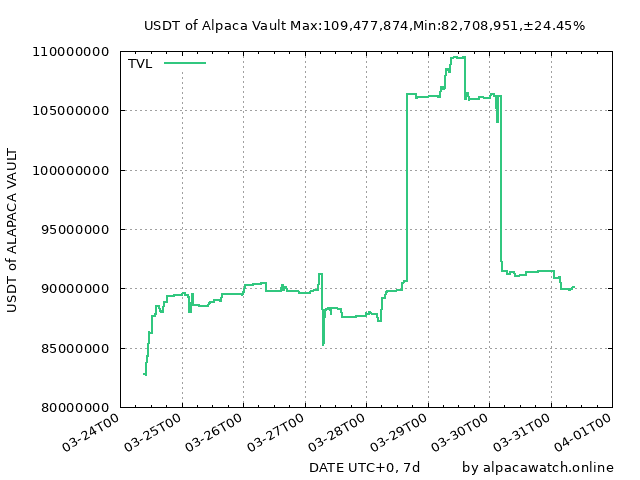 USDT of Alpaca Vault Max:109,477,874,Min:82,708,951,±24.45%
TVL
110000000
105000000
100000000
95000000
90000000
85000000
80000000
USDT of ALAPACA VAULT
03-24T00
03-25T00
03-26T00
03-27T00
03-28T00
03-29T00
03-30T00
03-31T00
04-01T00
DATE UTC+0, 7d
by alpacawatch.online